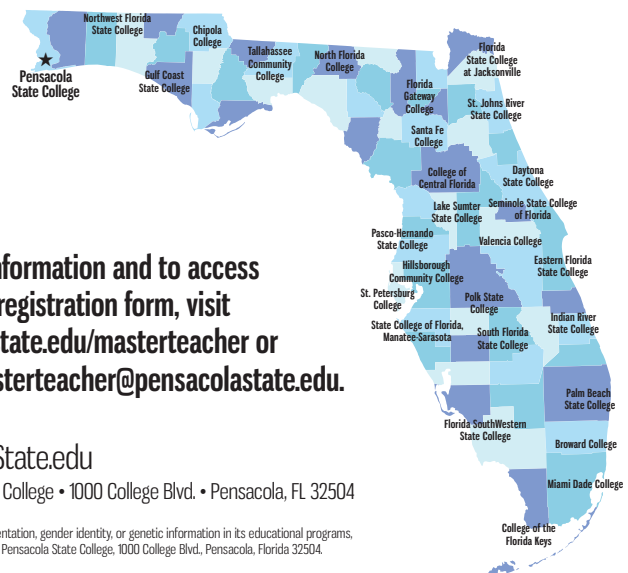 Northwest Florida
State College
Chipola
College
Tallahassee
Community
College
North Florida
College
Florida
State College
at Jacksonville
Pensacola
State College
Gulf Coast
State College
Florida
Gateway
College
St. Johns River
State College
Santa Fe
College
College of
Central Florida
Daytona
State College
Lake Sumter
State College
Seminole State College
of Florida
Pasco-Hernando
State College
Valencia College
Hillsborough
Community College
Eastern Florida
State College
St. Petersburg
College
Polk State
College
Indian River
State College
State College of Florida,
Manatee-Sarasota
South Florida
State College
Palm Beach
State College
Florida SouthWestern
State College
Broward College
Miami Dade College
College of the
Florida Keys
and to access
registration form, visit
tate.edu/masterteacher or
sterteacher@pensacolastate.edu.
State.edu
College • 1000 College Blvd. • Pensacola, FL 32504
entation, gender identity, or genetic information in its educational programs,
Pensacola State College, 1000 College Blvd., Pensacola, Florida 32504.